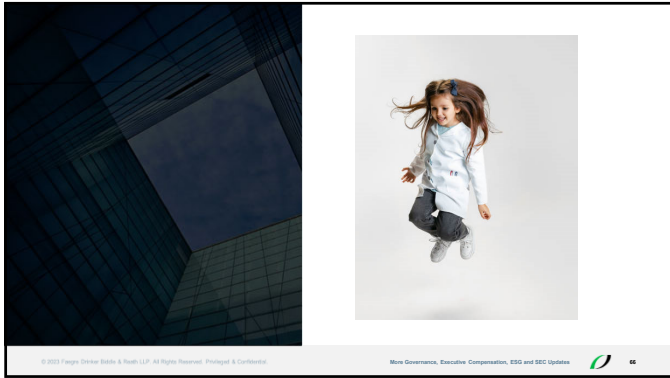 © 2023 Faegre Drinker Biddle & Reath LLP. All Rights Reserved. Privileged & Confidential.
More Governance, Executive Compensation, ESG and SEC Updates
66